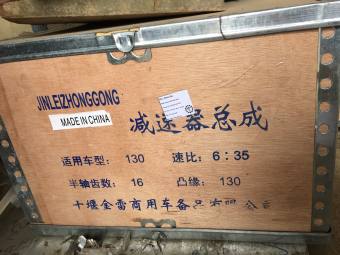 JINLEIZHONGGONG
MADE IN CHINA
减速器总成
适用车型: 130 速比: 6:35
半轴齿数: 16 凸缘: 130
十堰金雷商用车备品有限公司